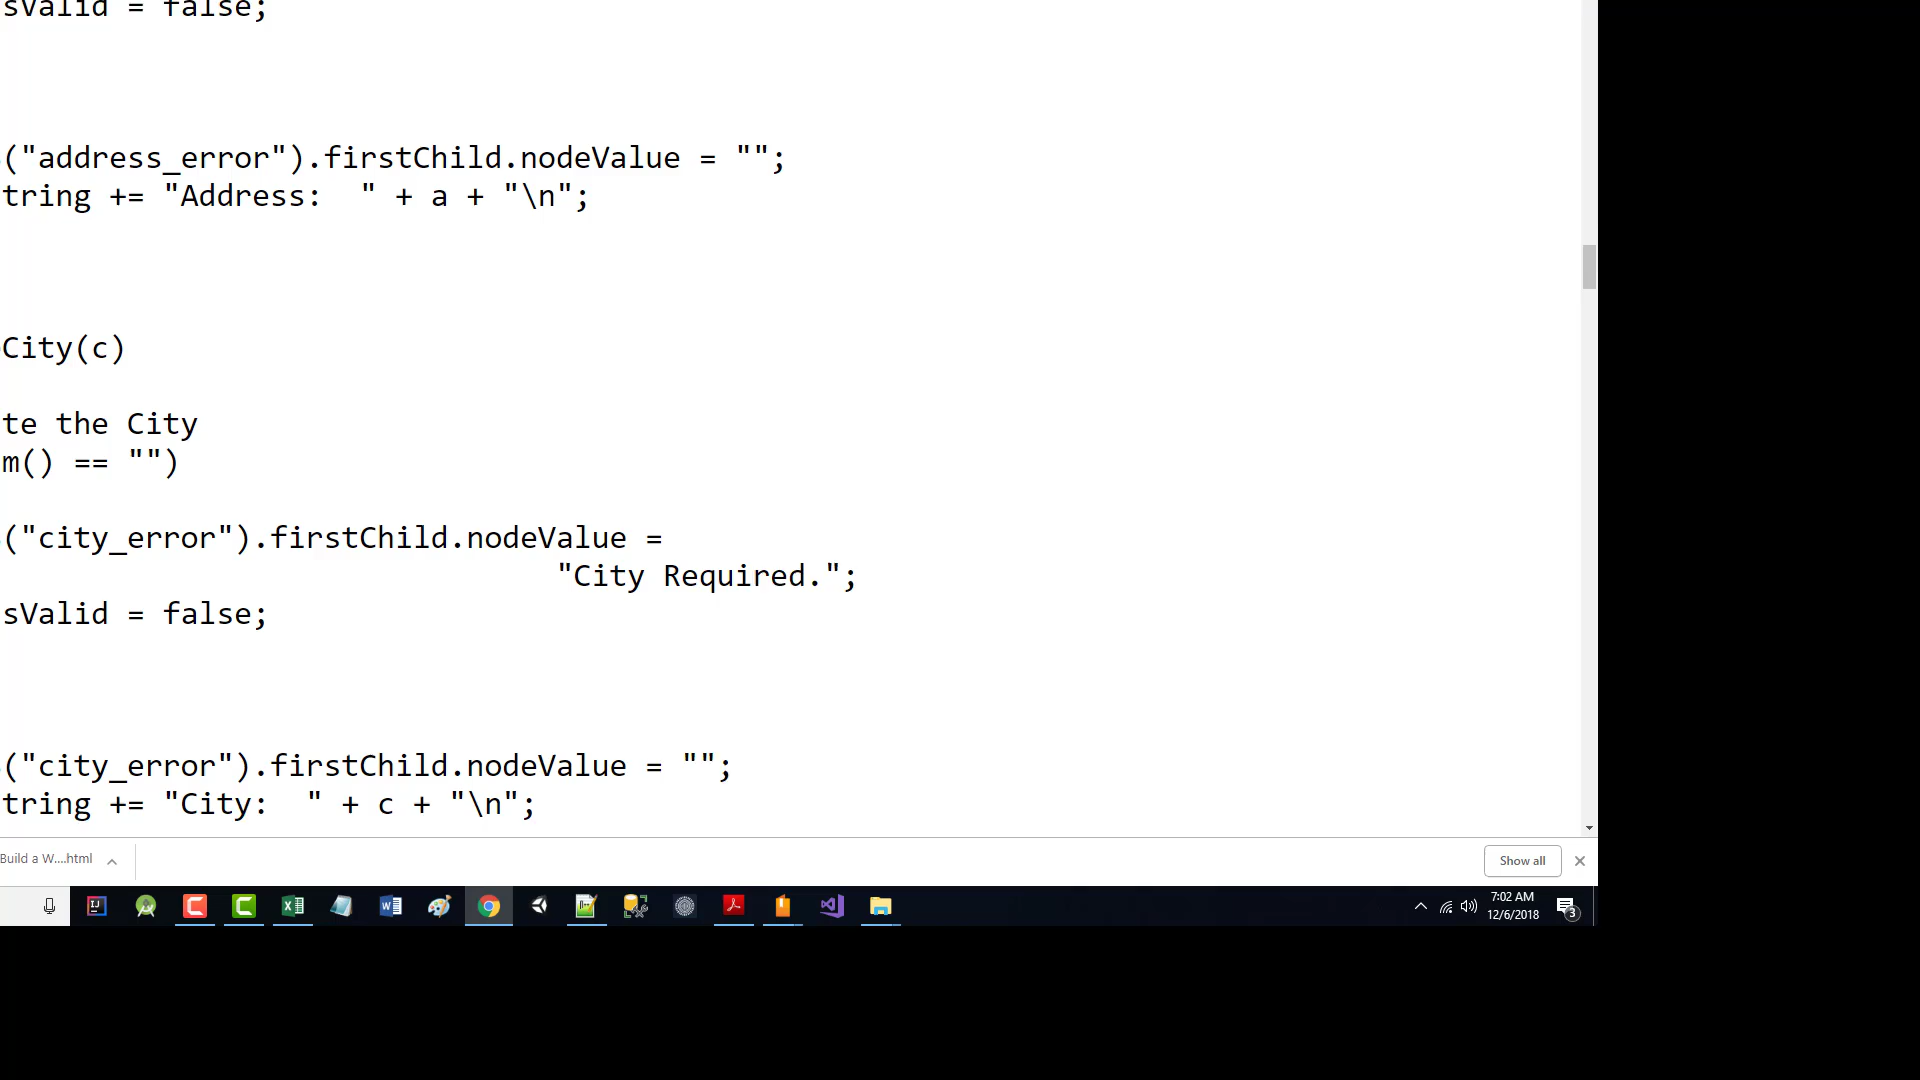 sValid = false;
("address_error").firstChild.nodeValue = "";
tring += "Address:  " + a + "\n";
City(c)
te the City
m() == "")
("city_error").firstChild.nodeValue =
"City Required.";
sValid = false;
("city_error").firstChild.nodeValue = "";
tring += "City:  " + c + "\n";
Build a W....html
Show all
7:02 AM
12/6/2018
3